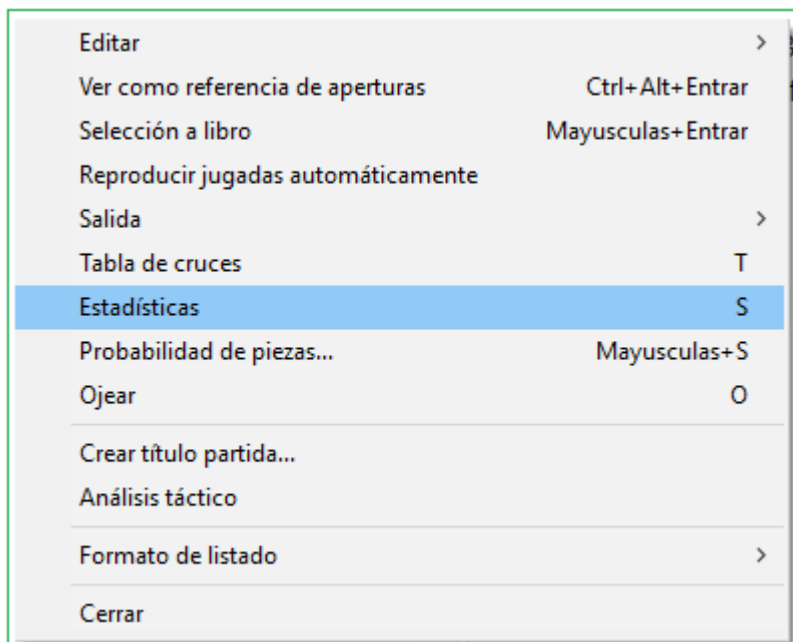 Editar
Ver como referencia de aperturas Ctrl+Alt+Entrar
Selección a libro Mayusculas+Entrar
Reproducir jugadas automáticamente
Salida
Tabla de cruces T
Estadísticas S
Probabilidad de piezas... Mayusculas+S
Ojear O
Crear título partida...
Análisis táctico
Formato de listado
Cerrar